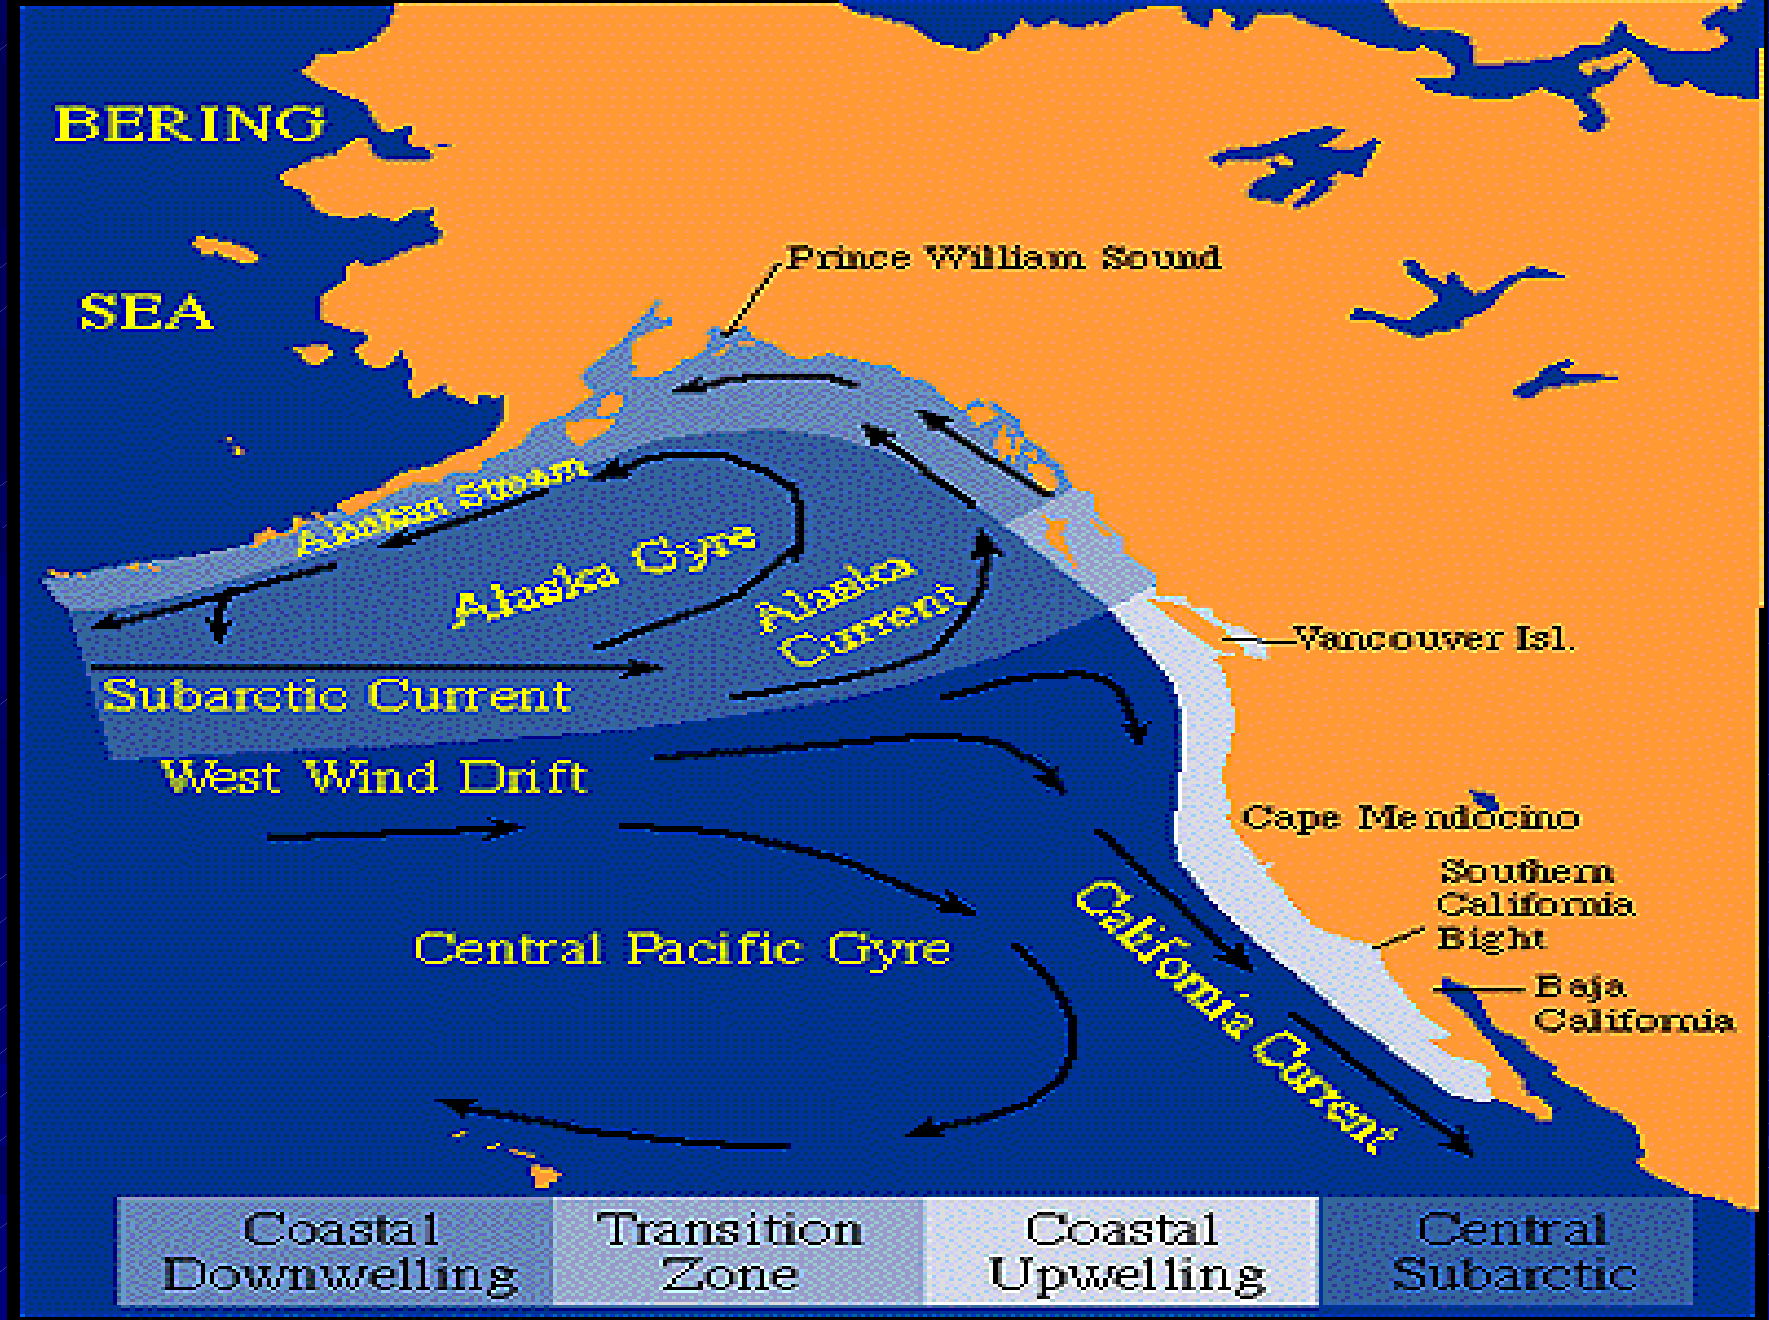 BERING
SEA
Prince William Sound
Alaskan Stream
Alaska Gyre
Alaska
Current
Vancouver Isl.
Subarctic Current
West Wind Drift
Cape Mendocino
Southern
California
Bight
Central Pacific Gyre
California Current
Baja
California
Coastal
Downwelling
Transition
Zone
Coastal
Upwelling
Central
Subarctic